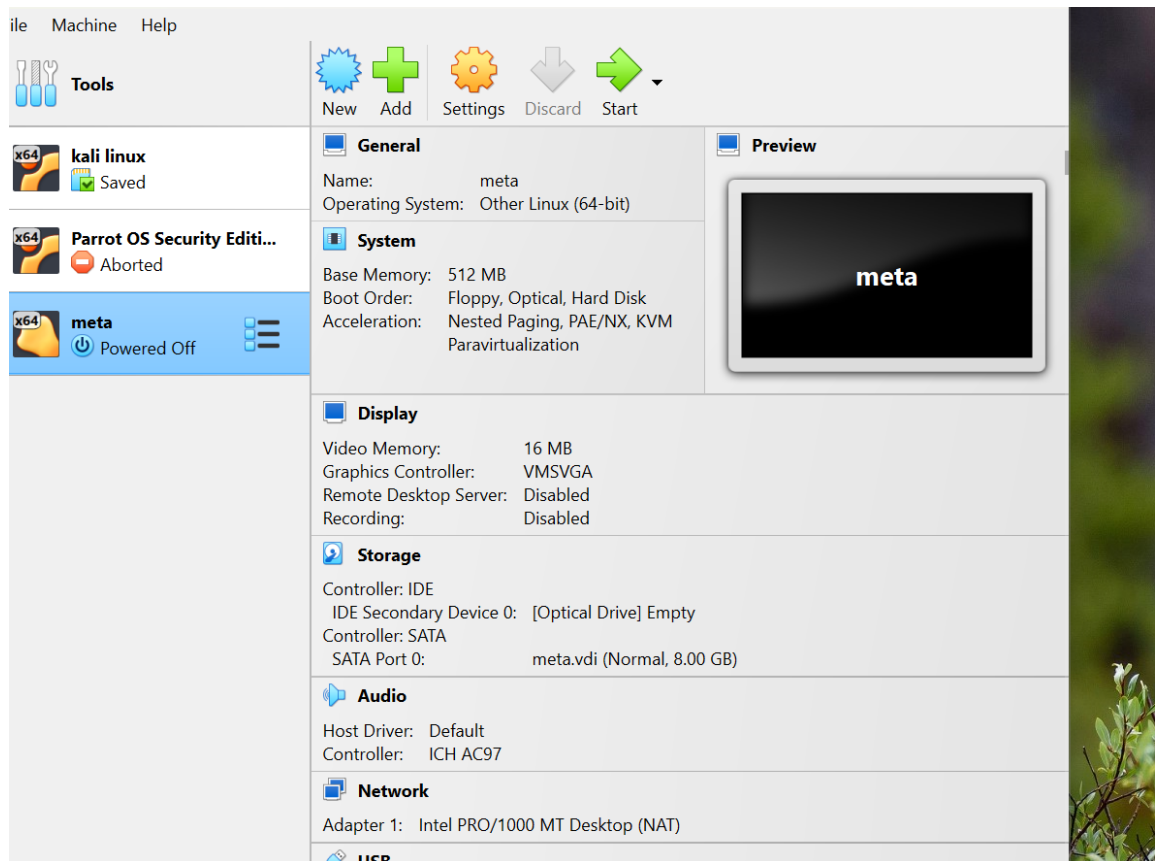 ile Machine Help
Tools
New Add Settings Discard Start
x64
kali linux
Saved
x64
Parrot OS Security Editi...
Aborted
x64
meta
Powered Off
General
Name: meta
Operating System: Other Linux (64-bit)
Preview
meta
System
Base Memory: 512 MB
Boot Order: Floppy, Optical, Hard Disk
Acceleration: Nested Paging, PAE/NX, KVM
Paravirtualization
Display
Video Memory: 16 MB
Graphics Controller: VMSVGA
Remote Desktop Server: Disabled
Recording: Disabled
Storage
Controller: IDE
IDE Secondary Device 0: [Optical Drive] Empty
Controller: SATA
SATA Port 0: meta.vdi (Normal, 8.00 GB)
Audio
Host Driver: Default
Controller: ICH AC97
Network
Adapter 1: Intel PRO/1000 MT Desktop (NAT)
USB